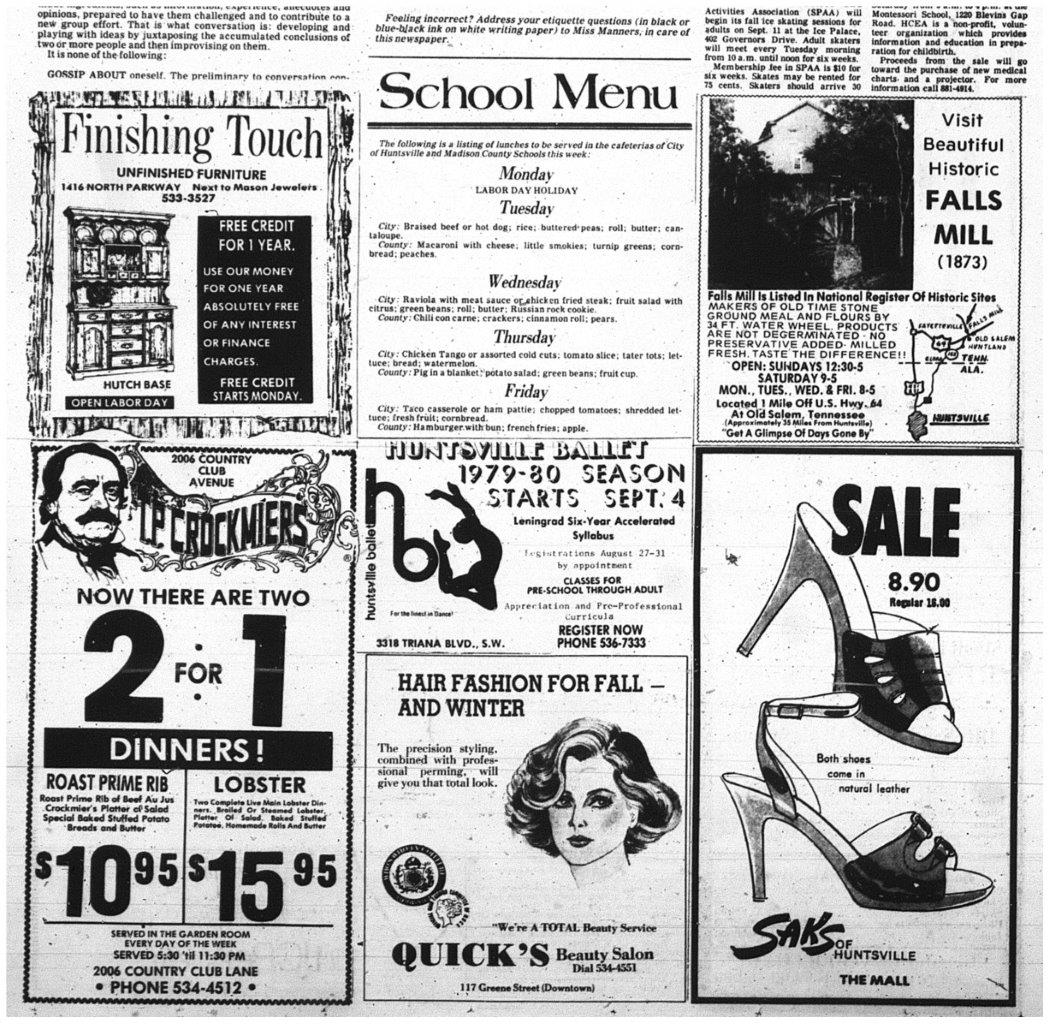 opinions, prepared to have them challenged and to contribute to a
new group effort. That is what conversation is: developing and
playing with ideas by juxtaposing the accumulated conclusions of
two or more people and then improvising on them.
It is none of the following:
GOSSIP ABOUT oneself. The preliminary to conversation con-
Finishing Touch
UNFINISHED FURNITURE
1416 NORTH PARKWAY Next to Mason Jewelers
533-3527
FREE CREDIT
FOR 1 YEAR.
USE OUR MONEY
FOR ONE YEAR
ABSOLUTELY FREE
OF ANY INTEREST
OR FINANCE
CHARGES.
FREE CREDIT
STARTS MONDAY.
HUTCH BASE
OPEN LABOR DAY
2006 COUNTRY
CLUB
AVENUE
I.P. CROCKMIERS
NOW THERE ARE TWO
2 FOR 1
DINNERS!
ROAST PRIME RIB
Roast Prime Rib of Beef Au Jus
Crockmier's Platter of Salad
Special Baked Stuffed Potato
Breads and Butter
$10 95
LOBSTER
Two Complete Live Main Lobster Din-
ners, Broiled Or Steamed Lobster,
Platter Of Salad, Baked Stuffed
Potatoe, Homemade Rolls And Butter
$15 95
SERVED IN THE GARDEN ROOM
EVERY DAY OF THE WEEK
SERVED 5:30 'til 11:30 PM
2006 COUNTRY CLUB LANE
• PHONE 534-4512 •
Feeling incorrect? Address your etiquette questions (in black or
blue-black ink on white writing paper) to Miss Manners, in care of
this newspaper.
School Menu
The following is a listing of lunches to be served in the cafeterias of City
of Huntsville and Madison County Schools this week:
Monday
LABOR DAY HOLIDAY
Tuesday
City: Braised beef or hot dog; rice; buttered peas; roll; butter; can-
taloupe.
County: Macaroni with cheese; little smokies; turnip greens; corn-
bread; peaches.
Wednesday
City: Raviola with meat sauce or chicken fried steak; fruit salad with
citrus; green beans; roll; butter; Russian rock cookie.
County: Chili con carne; crackers; cinnamon roll; pears.
Thursday
City: Chicken Tango or assorted cold cuts; tomato slice; tater tots; let-
tuce; bread; watermelon.
County: Pig in a blanket; potato salad; green beans; fruit cup.
Friday
City: Taco casserole or ham pattie; chopped tomatoes; shredded let-
tuce; fresh fruit; cornbread.
County: Hamburger with bun; french fries; apple.
HUNTSVILLE BALLET
1979-80 SEASON
STARTS SEPT. 4
huntsville ballet
Leningrad Six-Year Accelerated
Syllabus
Registrations August 27-31
by appointment
CLASSES FOR
PRE-SCHOOL THROUGH ADULT
Appreciation and Pre-Professional
Curricula
For the finest in Dance!
REGISTER NOW
3318 TRIANA BLVD., S.W. PHONE 536-7333
HAIR FASHION FOR FALL —
AND WINTER
The precision styling,
combined with profes-
sional perming, will
give you that total look.
"We're A TOTAL Beauty Service
QUICK'S Beauty Salon
Dial 534-4551
117 Greene Street (Downtown)
Activities Association (SPAA) will
begin its fall ice skating sessions for
adults on Sept. 11 at the Ice Palace,
402 Governors Drive. Adult skaters
will meet every Tuesday morning
from 10 a.m. until noon for six weeks.
Membership fee in SPAA is $10 for
six weeks. Skates may be rented for
75 cents. Skaters should arrive 30
Montessori School, 1220 Blevins Gap
Road. HCEA is a non-profit, volun-
teer organization which provides
information and education in prepa-
ration for childbirth.
Proceeds from the sale will go
toward the purchase of new medical
charts and a projector. For more
information call 881-4914.
Visit
Beautiful
Historic
FALLS
MILL
(1873)
Falls Mill Is Listed In National Register Of Historic Sites
MAKERS OF OLD TIME STONE
GROUND MEAL AND FLOURS BY
34 FT. WATER WHEEL. PRODUCTS
ARE NOT DEGERMINATED - NO
PRESERVATIVE ADDED- MILLED
FRESH. TASTE THE DIFFERENCE!!
OPEN: SUNDAYS 12:30-5
SATURDAY 9-5
MON., TUES., WED. & FRI. 8-5
Located 1 Mile Off U.S. Hwy. 64
At Old Salem, Tennessee
(Approximately 35 Miles From Huntsville)
"Get A Glimpse Of Days Gone By"
FALLS MILL
FAYETTEVILLE
64
OLD SALEM
HUNTLAND
TENN.
ALA.
HUNTSVILLE
SALE
8.90
Regular 16.00
Both shoes
come in
natural leather
SAKS OF
HUNTSVILLE
THE MALL